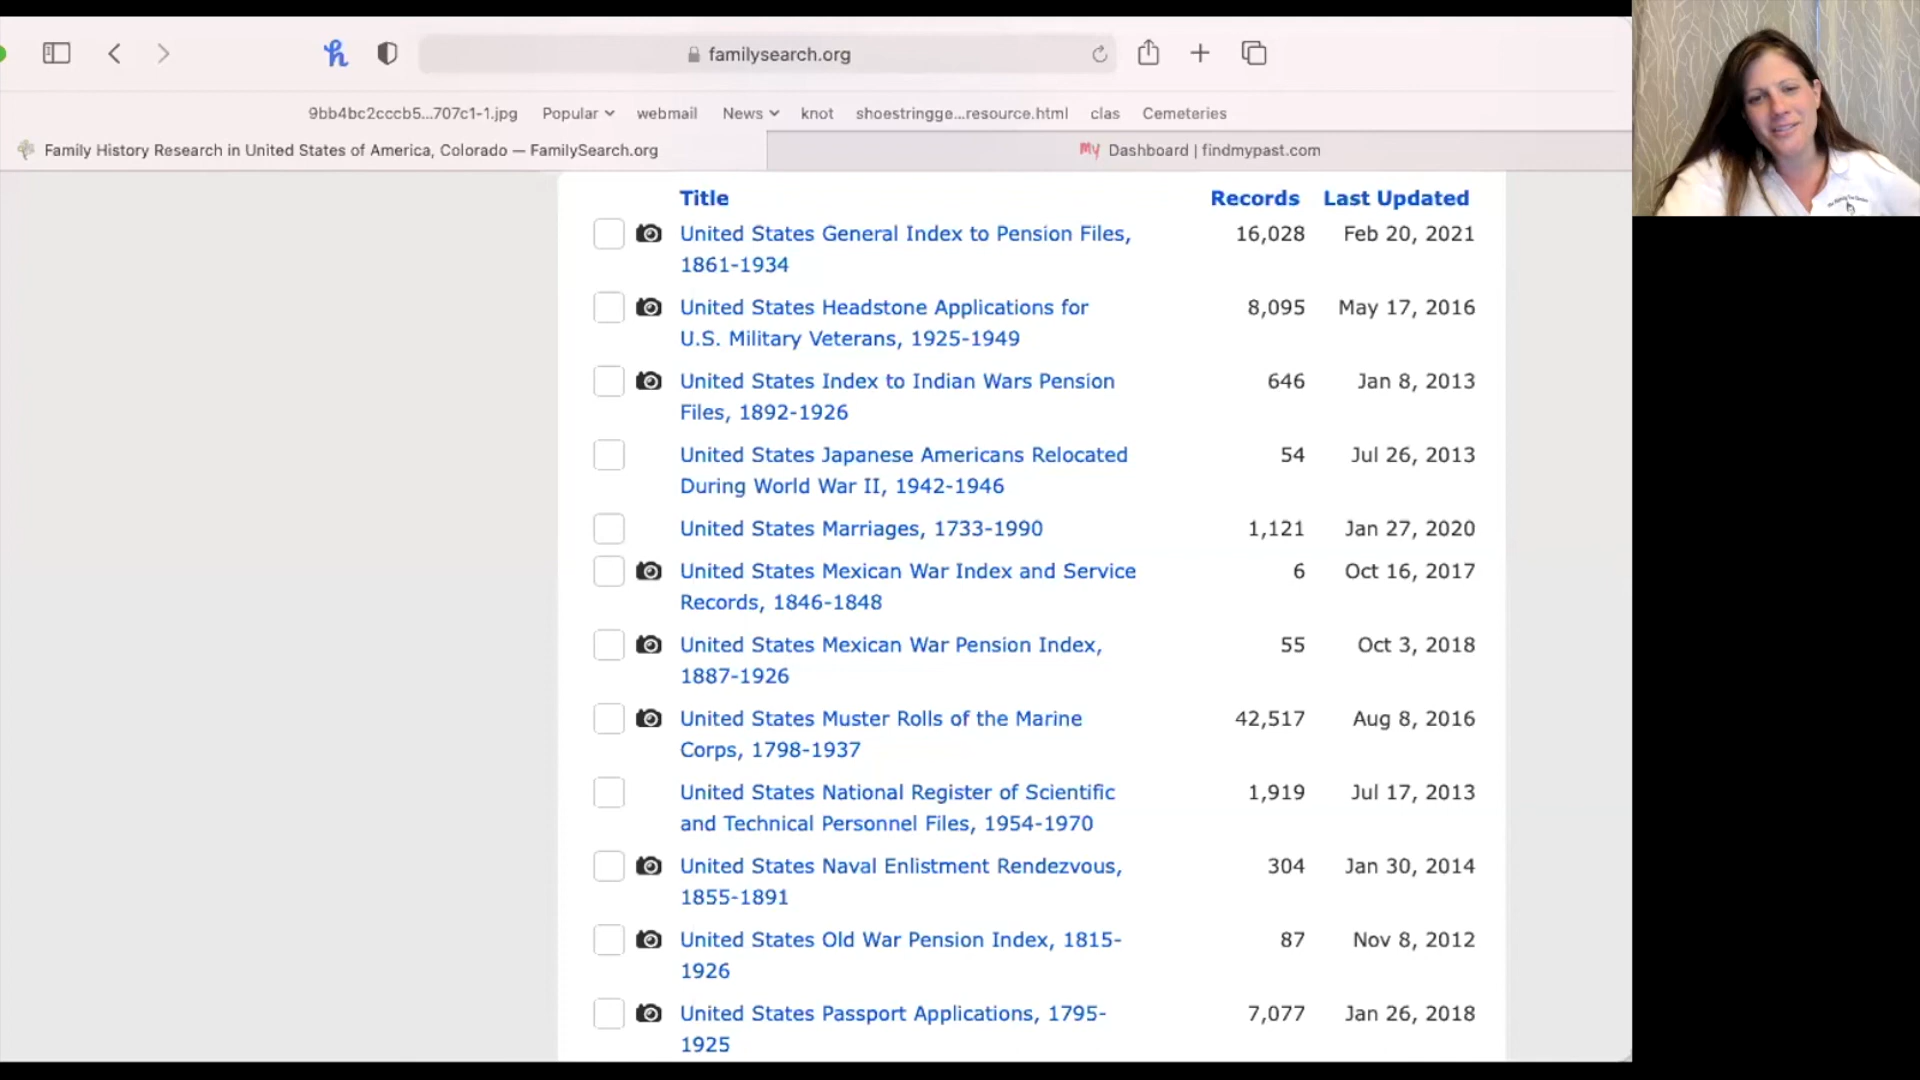 familysearch.org
9bb4bc2cccb5...707c1-1.jpg Popular webmail News knot shoestringge...resource.html clas Cemeteries
Family History Research in United States of America, Colorado — FamilySearch.org
my Dashboard | findmypast.com
Title Records Last Updated
United States General Index to Pension Files, 16,028 Feb 20, 2021
1861-1934
United States Headstone Applications for 8,095 May 17, 2016
U.S. Military Veterans, 1925-1949
United States Index to Indian Wars Pension 646 Jan 8, 2013
Files, 1892-1926
United States Japanese Americans Relocated 54 Jul 26, 2013
During World War II, 1942-1946
United States Marriages, 1733-1990 1,121 Jan 27, 2020
United States Mexican War Index and Service 6 Oct 16, 2017
Records, 1846-1848
United States Mexican War Pension Index, 55 Oct 3, 2018
1887-1926
United States Muster Rolls of the Marine 42,517 Aug 8, 2016
Corps, 1798-1937
United States National Register of Scientific 1,919 Jul 17, 2013
and Technical Personnel Files, 1954-1970
United States Naval Enlistment Rendezvous, 304 Jan 30, 2014
1855-1891
United States Old War Pension Index, 1815- 87 Nov 8, 2012
1926
United States Passport Applications, 1795- 7,077 Jan 26, 2018
1925